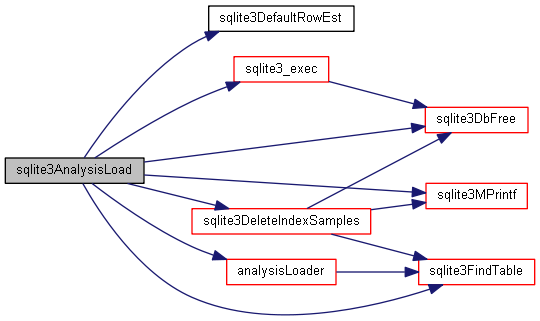 sqlite3DefaultRowEst
sqlite3_exec
sqlite3DbFree
sqlite3AnalysisLoad
sqlite3MPrintf
sqlite3DeleteIndexSamples
analysisLoader
sqlite3FindTable